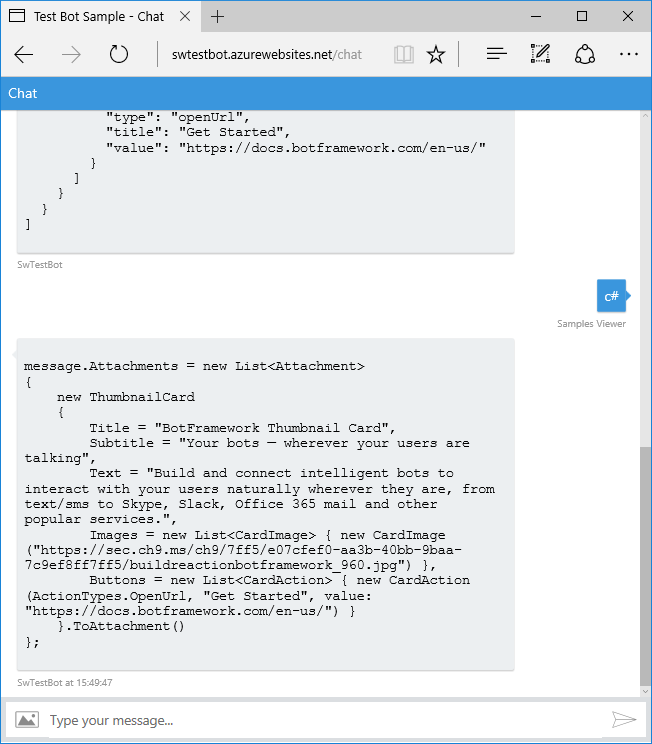 Test Bot Sample - Chat
swtestbot.azurewebsites.net/chat
Chat
"type": "openUrl",
"title": "Get Started",
"value": "https://docs.botframework.com/en-us/"
}
]
}
}
]
SwTestBot
c#
Samples Viewer
message.Attachments = new List<Attachment>
{
new ThumbnailCard
{
Title = "BotFramework Thumbnail Card",
Subtitle = "Your bots — wherever your users are
talking",
Text = "Build and connect intelligent bots to
interact with your users naturally wherever they are, from
text/sms to Skype, Slack, Office 365 mail and other
popular services.",
Images = new List<CardImage> { new CardImage
("https://sec.ch9.ms/ch9/7ff5/e07cfef0-aa3b-40bb-9baa-
7c9ef8ff7ff5/buildreactionbotframework_960.jpg") },
Buttons = new List<CardAction> { new CardAction
(ActionTypes.OpenUrl, "Get Started", value:
"https://docs.botframework.com/en-us/") }
}.ToAttachment()
};
SwTestBot at 15:49:47
Type your message...